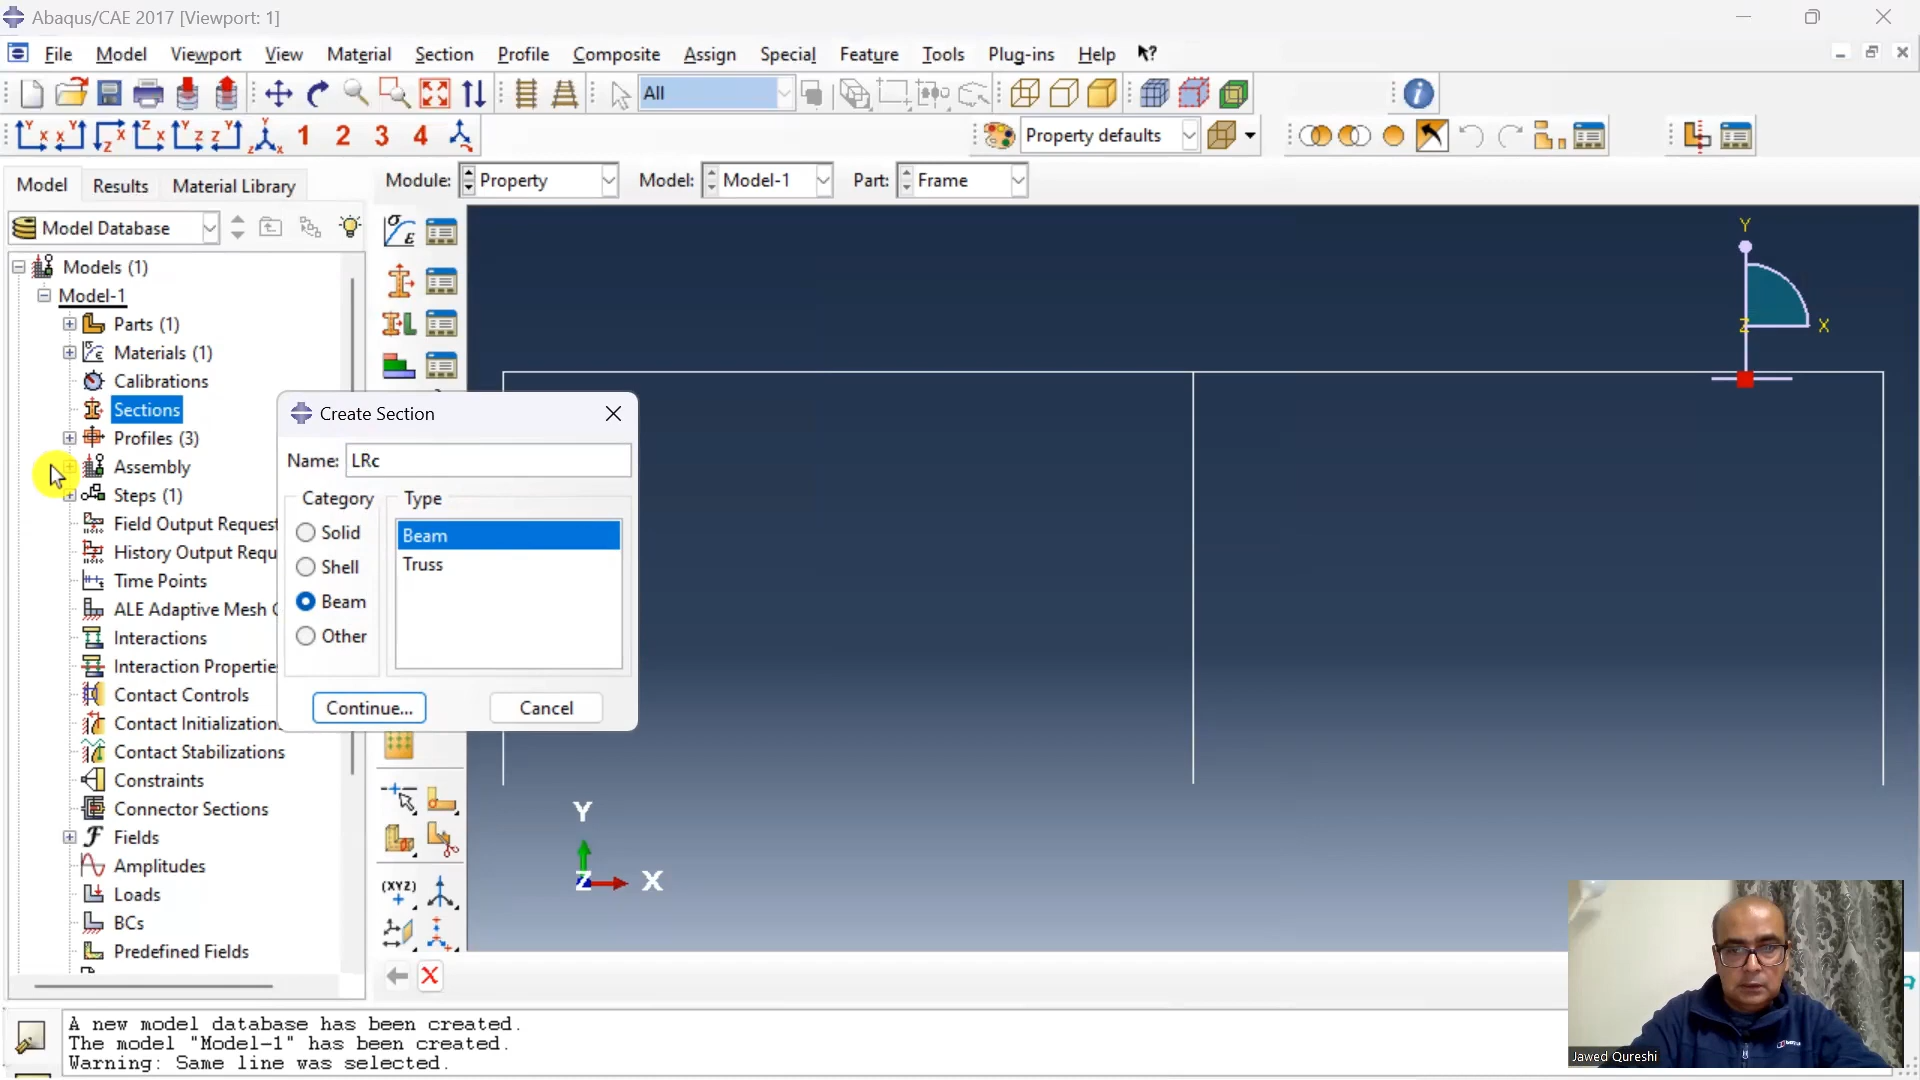 Abaqus/CAE 2017 [Viewport: 1]
File Model Viewport View Material Section Profile Composite Assign Special Feature Tools Plug-ins Help
All
1 2 3 4
Property defaults
Model Results Material Library
Module: Property Model: Model-1 Part: Frame
Model Database
Models (1)
Model-1
Parts (1)
Materials (1)
Calibrations
Sections
Profiles (3)
Assembly
Steps (1)
Field Output Request
History Output Requ
Time Points
ALE Adaptive Mesh C
Interactions
Interaction Propertie
Contact Controls
Contact Initialization
Contact Stabilizations
Constraints
Connector Sections
Fields
Amplitudes
Loads
BCs
Predefined Fields
Create Section
Name: LRc
Category Type
Solid
Shell
Beam
Other
Beam
Truss
Continue... Cancel
(XYZ)
Y
Z X
Y
Z X
A new model database has been created.
The model "Model-1" has been created.
Warning: Same line was selected.
Jawed Qureshi